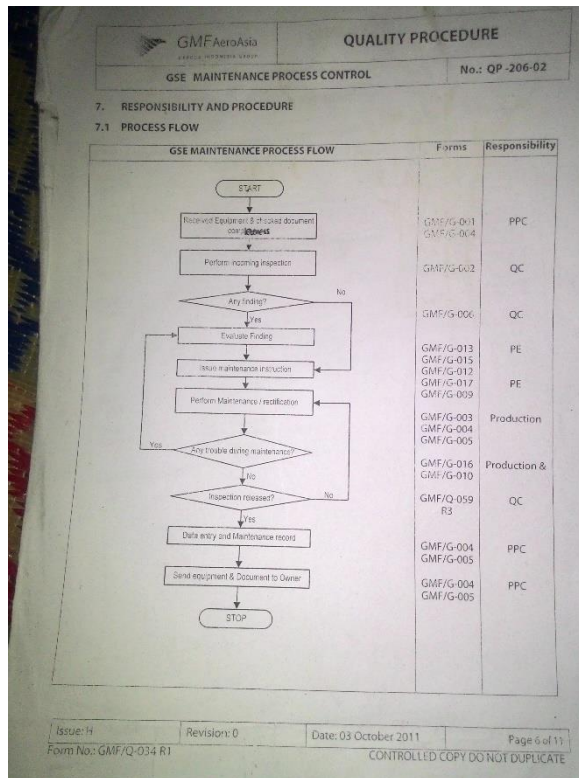 GMF AeroAsia
QUALITY PROCEDURE
GSE MAINTENANCE PROCESS CONTROL
No.: QP -206-02
7. RESPONSIBILITY AND PROCEDURE
7.1 PROCESS FLOW
GSE MAINTENANCE PROCESS FLOW
Forms
Responsibility
START
Received Equipment & checked document
GMF/G-001
GMF/G-004
PPC
Perform incoming inspection
GMF/G-002
QC
Any finding?
No
Yes
GMF/G-006
QC
Evaluate Finding
GMF/G-013
GMF/G-015
GMF/G-012
PE
Issue maintenance instruction
GMF/G-017
GMF/G-009
PE
Perform Maintenance / rectification
GMF/G-003
GMF/G-004
GMF/G-005
Production
Yes
Any trouble during maintenance?
No
GMF/G-016
GMF/G-010
Production &
Inspection released?
No
Yes
GMF/Q-059
R3
QC
Data entry and Maintenance record
GMF/G-004
GMF/G-005
PPC
Send equipment & Document to Owner
GMF/G-004
GMF/G-005
PPC
STOP
Issue: H
Revision: 0
Date: 03 October 2011
Page 6 of 11
Form No.: GMF/Q-034 R1
CONTROLLED COPY DO NOT DUPLICATE